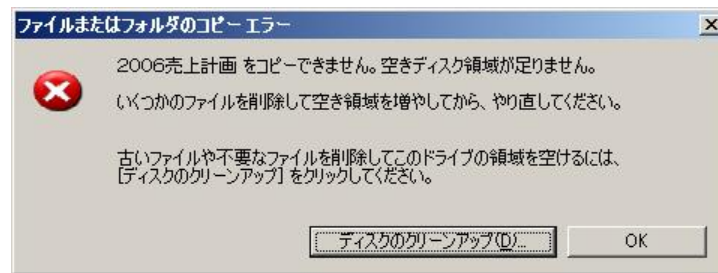 ファイルまたはフォルダのコピー エラー
2006売上計画 をコピーできません。空きディスク領域が足りません。
いくつかのファイルを削除して空き領域を増やしてから、やり直してください。
古いファイルや不要なファイルを削除してこのドライブの領域を空けるには、
[ディスクのクリーンアップ] をクリックしてください。
ディスクのクリーンアップ(D)...
OK